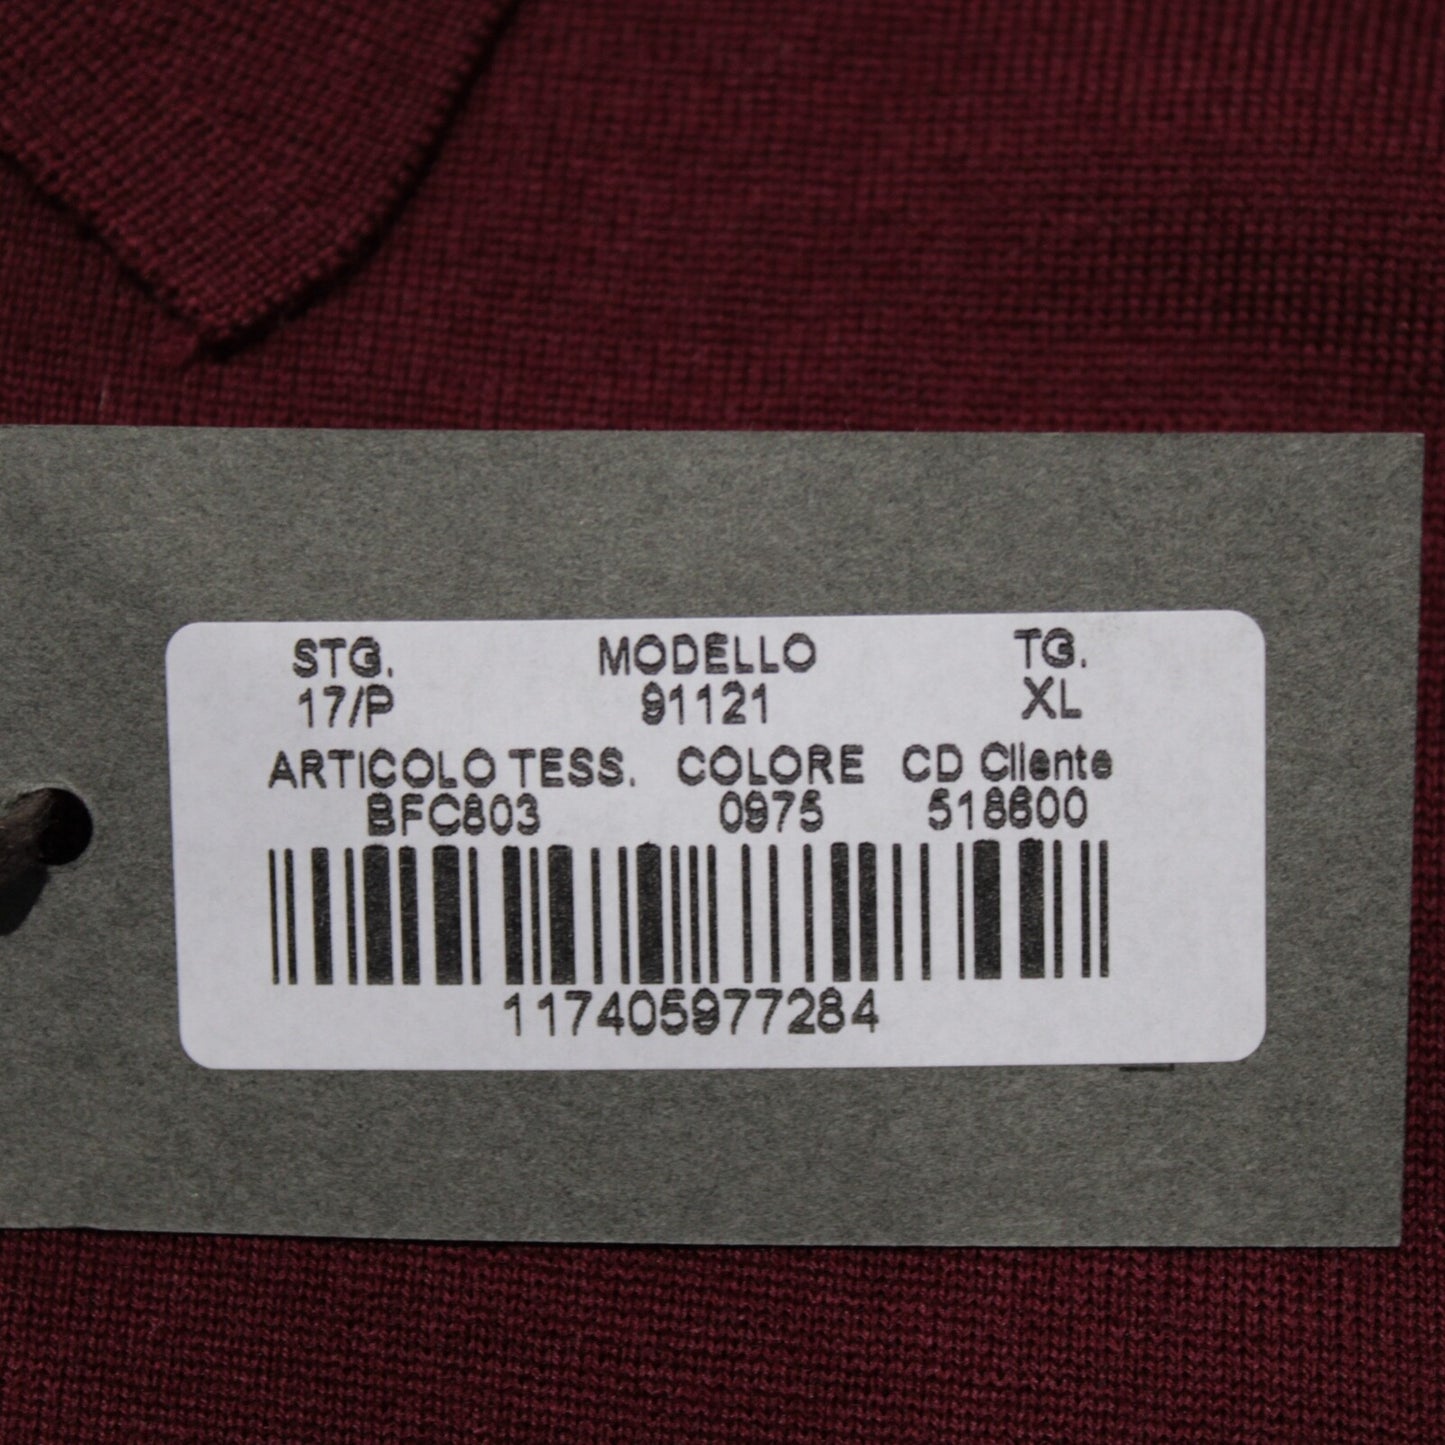 STG. MODELLO TG.
17/P 91121 XL
ARTICOLO TESS. COLORE CD Cliente
BFC803 0975 518600
117405977284